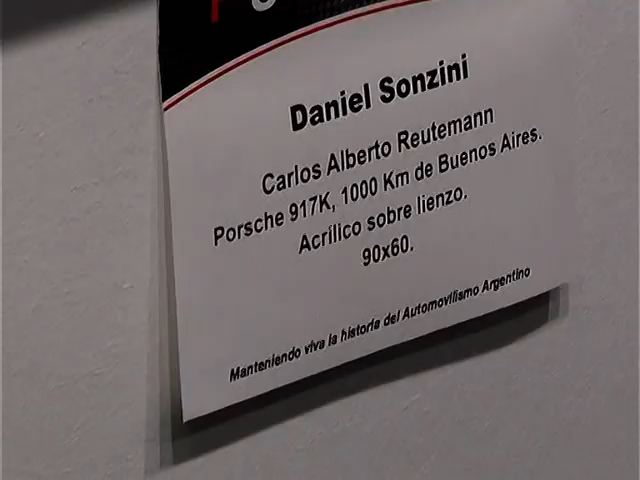 Daniel Sonzini
Carlos Alberto Reutemann
Porsche 917K, 1000 Km de Buenos Aires.
Acrílico sobre lienzo.
90x60.
Manteniendo viva la historia del Automovilismo Argentino